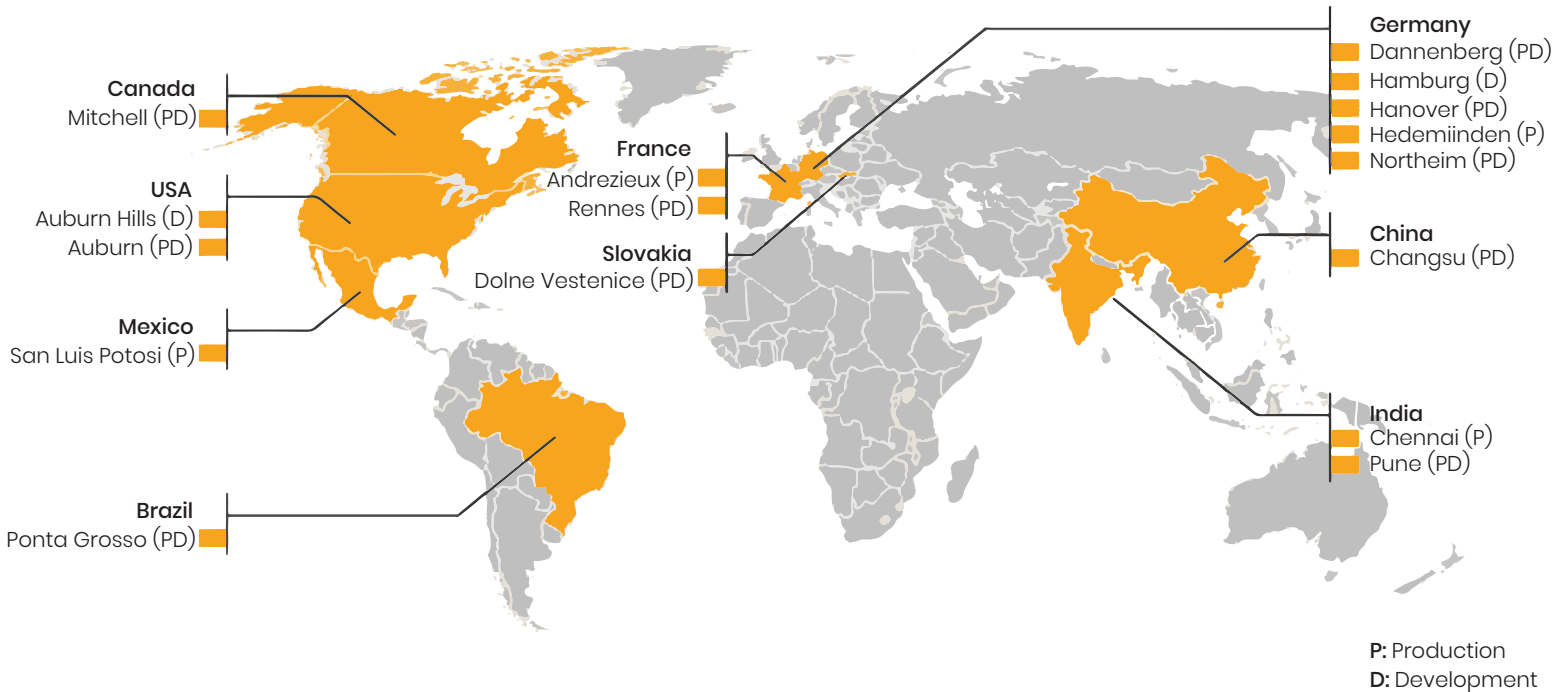 Canada
Mitchell (PD)
USA
Auburn Hills (D)
Auburn (PD)
Mexico
San Luis Potosi (P)
Brazil
Ponta Grosso (PD)
France
Andrezieux (P)
Rennes (PD)
Slovakia
Dolne Vestenice (PD)
Germany
Dannenberg (PD)
Hamburg (D)
Hanover (PD)
Hedemiinden (P)
Northeim (PD)
China
Changsu (PD)
India
Chennai (P)
Pune (PD)
P: Production
D: Development